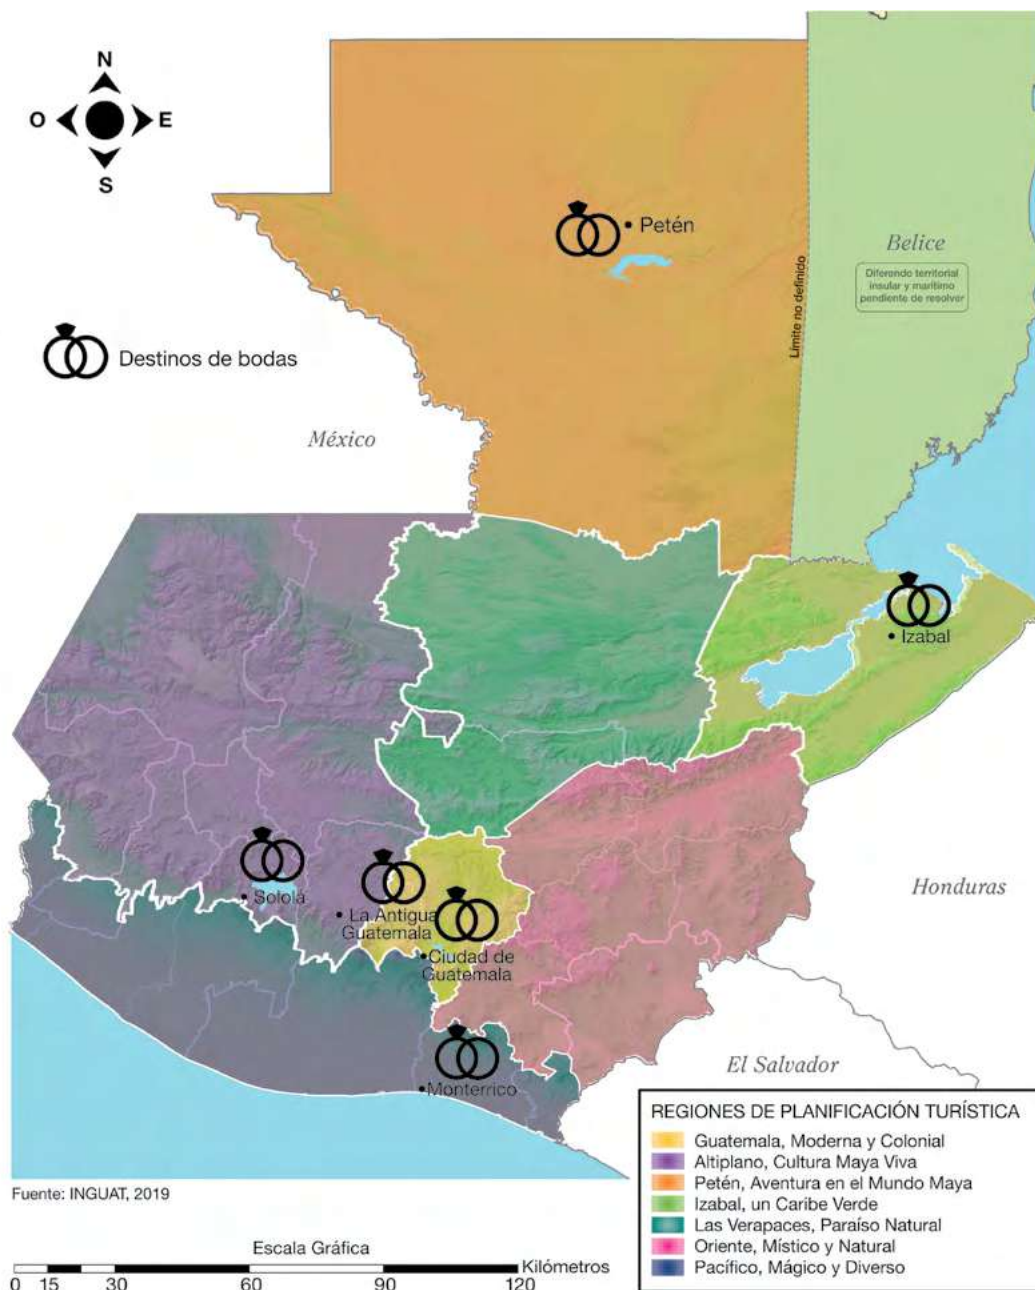 N
O
E
S
Petén
Belice
Diferendo territorial
insular y marítimo
pendiente de resolver
Límite no definido
Destinos de bodas
México
Izabal
Sololá
La Antigua
Guatemala
Ciudad de
Guatemala
Honduras
Monterrico
El Salvador
REGIONES DE PLANIFICACIÓN TURÍSTICA
Guatemala, Moderna y Colonial
Altiplano, Cultura Maya Viva
Petén, Aventura en el Mundo Maya
Izabal, un Caribe Verde
Las Verapaces, Paraíso Natural
Oriente, Místico y Natural
Pacífico, Mágico y Diverso
Fuente: INGUAT, 2019
Escala Gráfica
Kilómetros
0 15 30 60 90 120